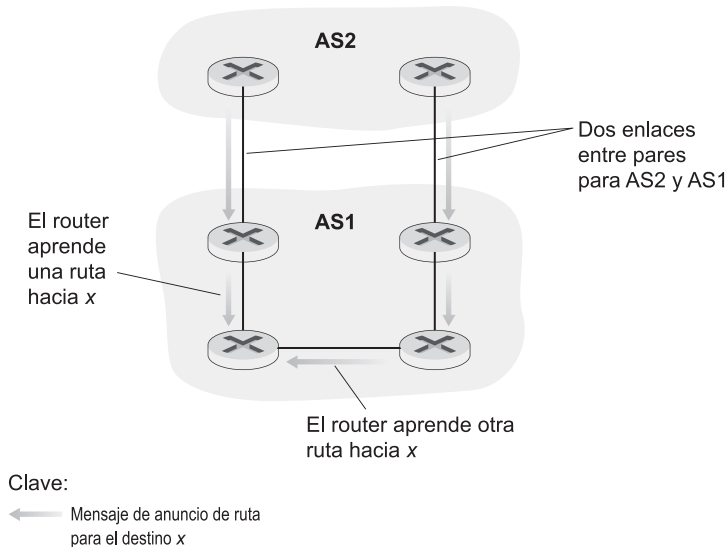 AS2
Dos enlaces
entre pares
para AS2 y AS1
AS1
El router
aprende
una ruta
hacia x
El router aprende otra
ruta hacia x
Clave:
Mensaje de anuncio de ruta
para el destino x